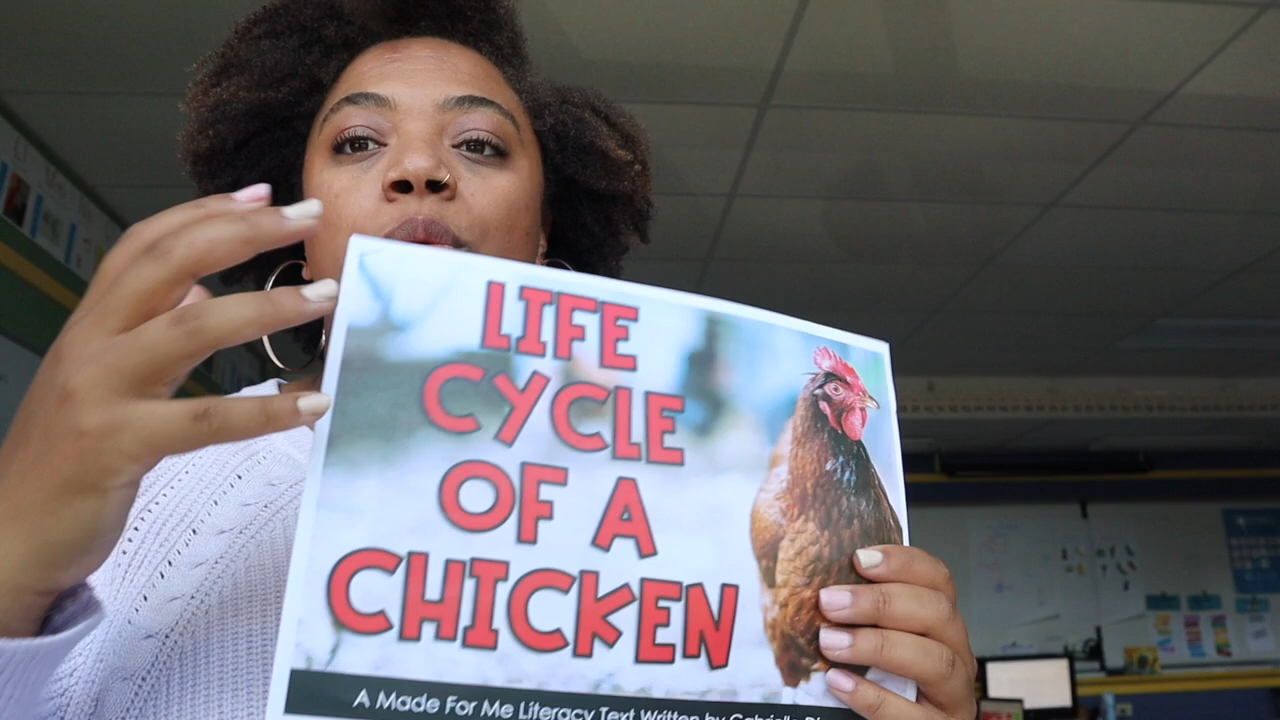 LIFE
CYCLE
OF A
CHICKEN
A Made For Me Literacy Text Written by